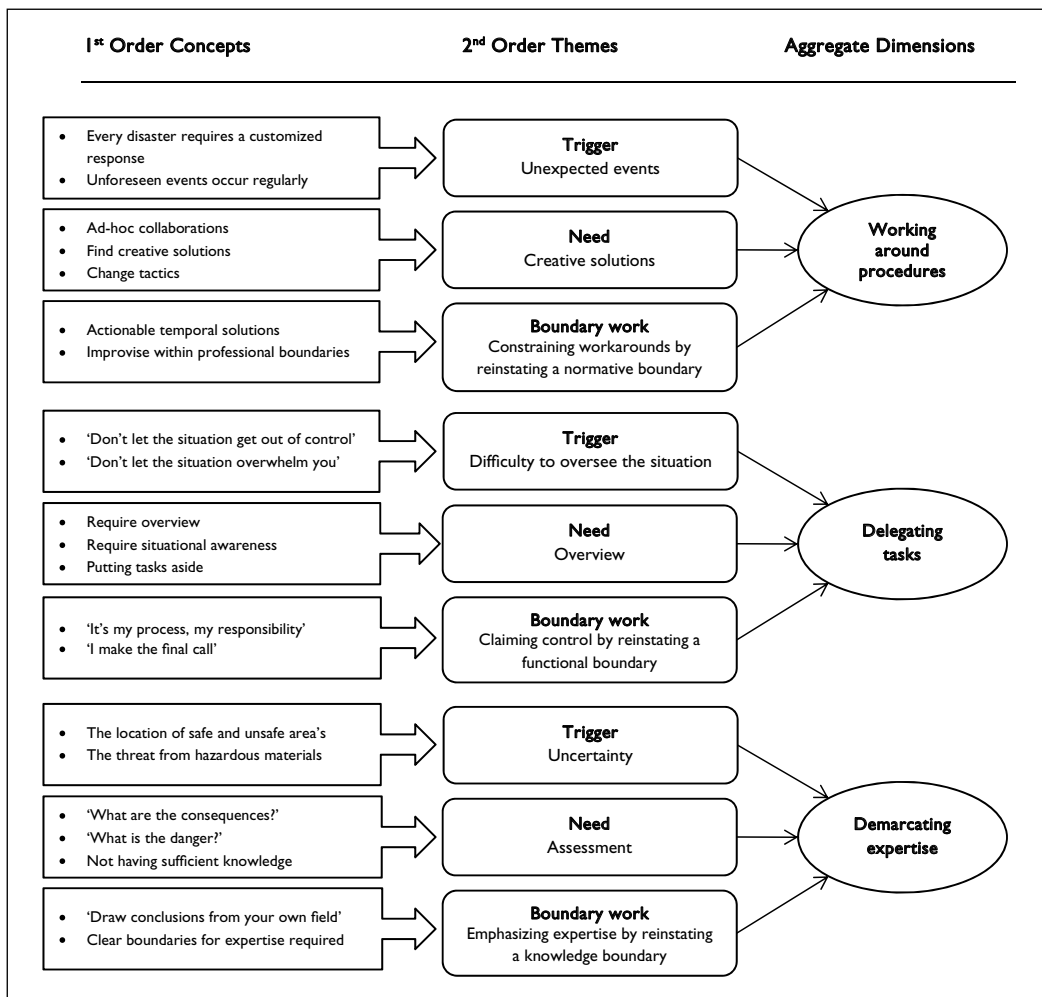 1st Order Concepts
2nd Order Themes
Aggregate Dimensions
• Every disaster requires a customized
response
• Unforeseen events occur regularly
Trigger
Unexpected events
• Ad-hoc collaborations
• Find creative solutions
• Change tactics
Need
Creative solutions
• Actionable temporal solutions
• Improvise within professional boundaries
Boundary work
Constraining workarounds by
reinstating a normative boundary
Working
around
procedures
• ‘Don’t let the situation get out of control’
• ‘Don’t let the situation overwhelm you’
Trigger
Difficulty to oversee the situation
• Require overview
• Require situational awareness
• Putting tasks aside
Need
Overview
• ‘It’s my process, my responsibility’
• ‘I make the final call’
Boundary work
Claiming control by reinstating a
functional boundary
Delegating
tasks
• The location of safe and unsafe area’s
• The threat from hazardous materials
Trigger
Uncertainty
• ‘What are the consequences?’
• ‘What is the danger?’
• Not having sufficient knowledge
Need
Assessment
• ‘Draw conclusions from your own field’
• Clear boundaries for expertise required
Boundary work
Emphasizing expertise by reinstating
a knowledge boundary
Demarcating
expertise